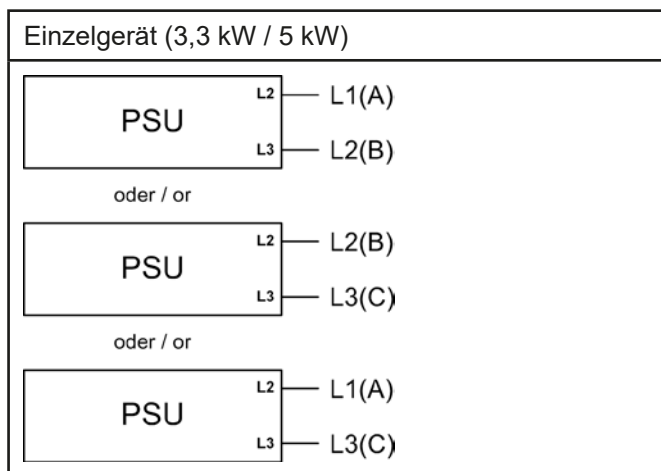 Einzelgerät (3,3 kW / 5 kW)
L2 L1(A)
PSU
L3 L2(B)
oder / or
L2 L2(B)
PSU
L3 L3(C)
oder / or
L2 L1(A)
PSU
L3 L3(C)